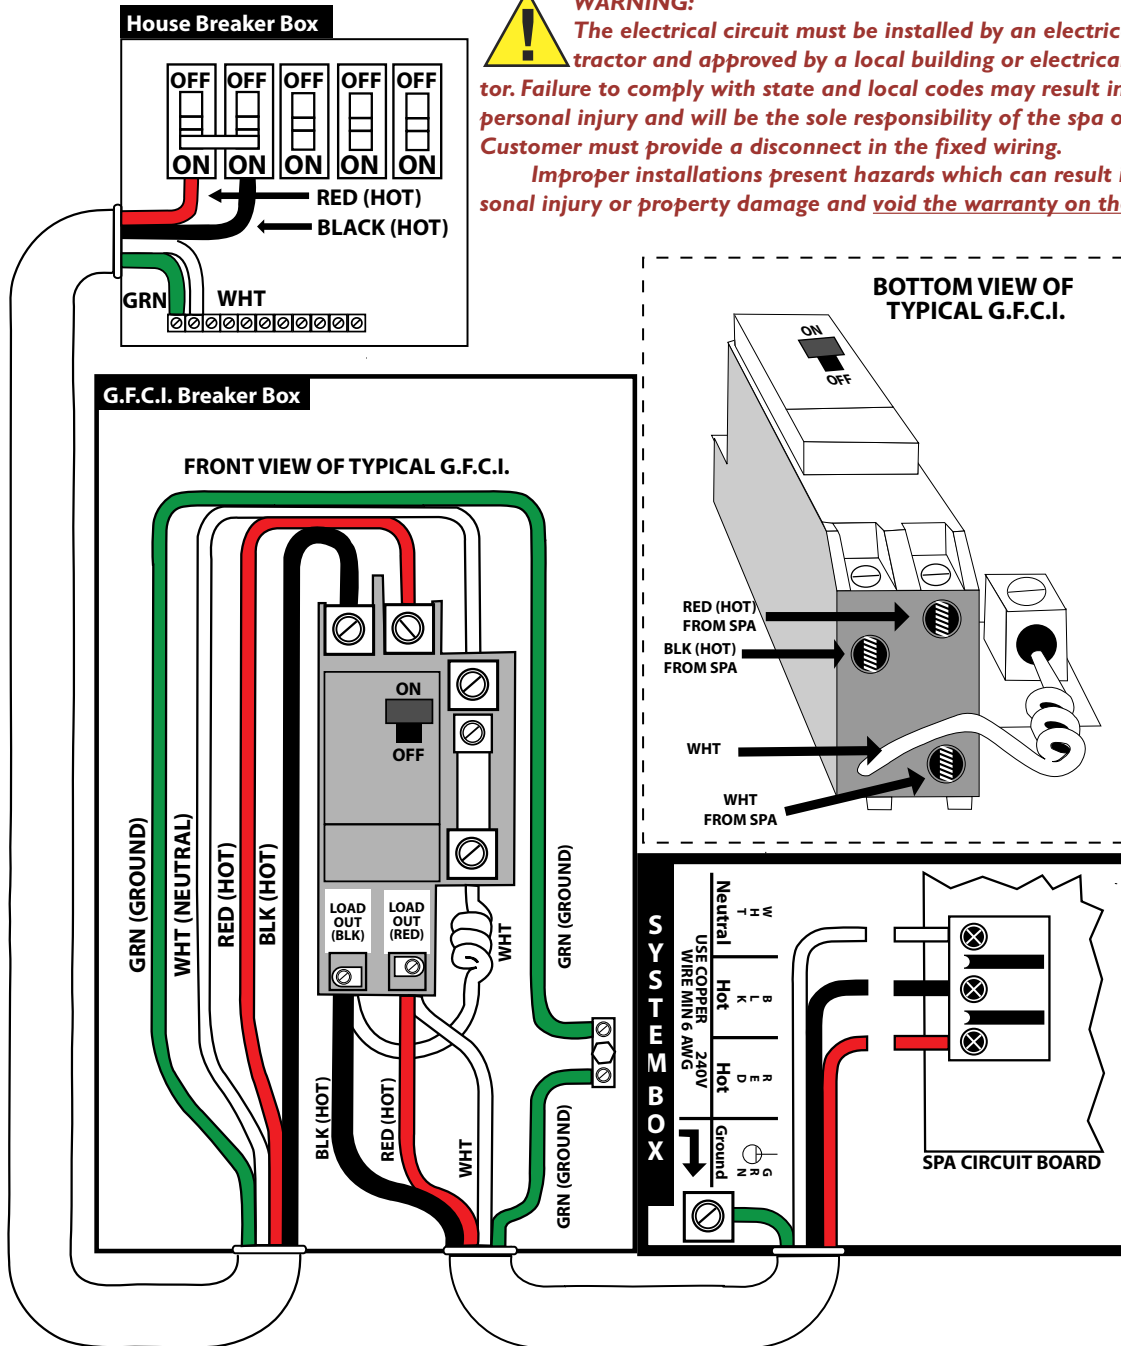 House Breaker Box
WARNING:
The electrical circuit must be installed by an electric
tractor and approved by a local building or electrical
tor. Failure to comply with state and local codes may result in
personal injury and will be the sole responsibility of the spa o
Customer must provide a disconnect in the fixed wiring.
Improper installations present hazards which can result
sonal injury or property damage and void the warranty on the
OFF OFF OFF OFF OFF
ON ON ON ON ON
RED (HOT)
BLACK (HOT)
GRN WHT
BOTTOM VIEW OF
TYPICAL G.F.C.I.
ON
OFF
RED (HOT)
FROM SPA
BLK (HOT)
FROM SPA
WHT
WHT
FROM SPA
G.F.C.I. Breaker Box
FRONT VIEW OF TYPICAL G.F.C.I.
ON
OFF
GRN (GROUND)
WHT (NEUTRAL)
RED (HOT)
BLK (HOT)
LOAD
OUT
(BLK)
LOAD
OUT
(RED)
WHT
GRN (GROUND)
BLK (HOT)
RED (HOT)
WHT
GRN (GROUND)
SYSTEM BOX
Neutral
WHT
Hot
BLK
Hot
RED
Ground
GRN
USE COPPER 240V
WIRE MIN 6 AWG
SPA CIRCUIT BOARD